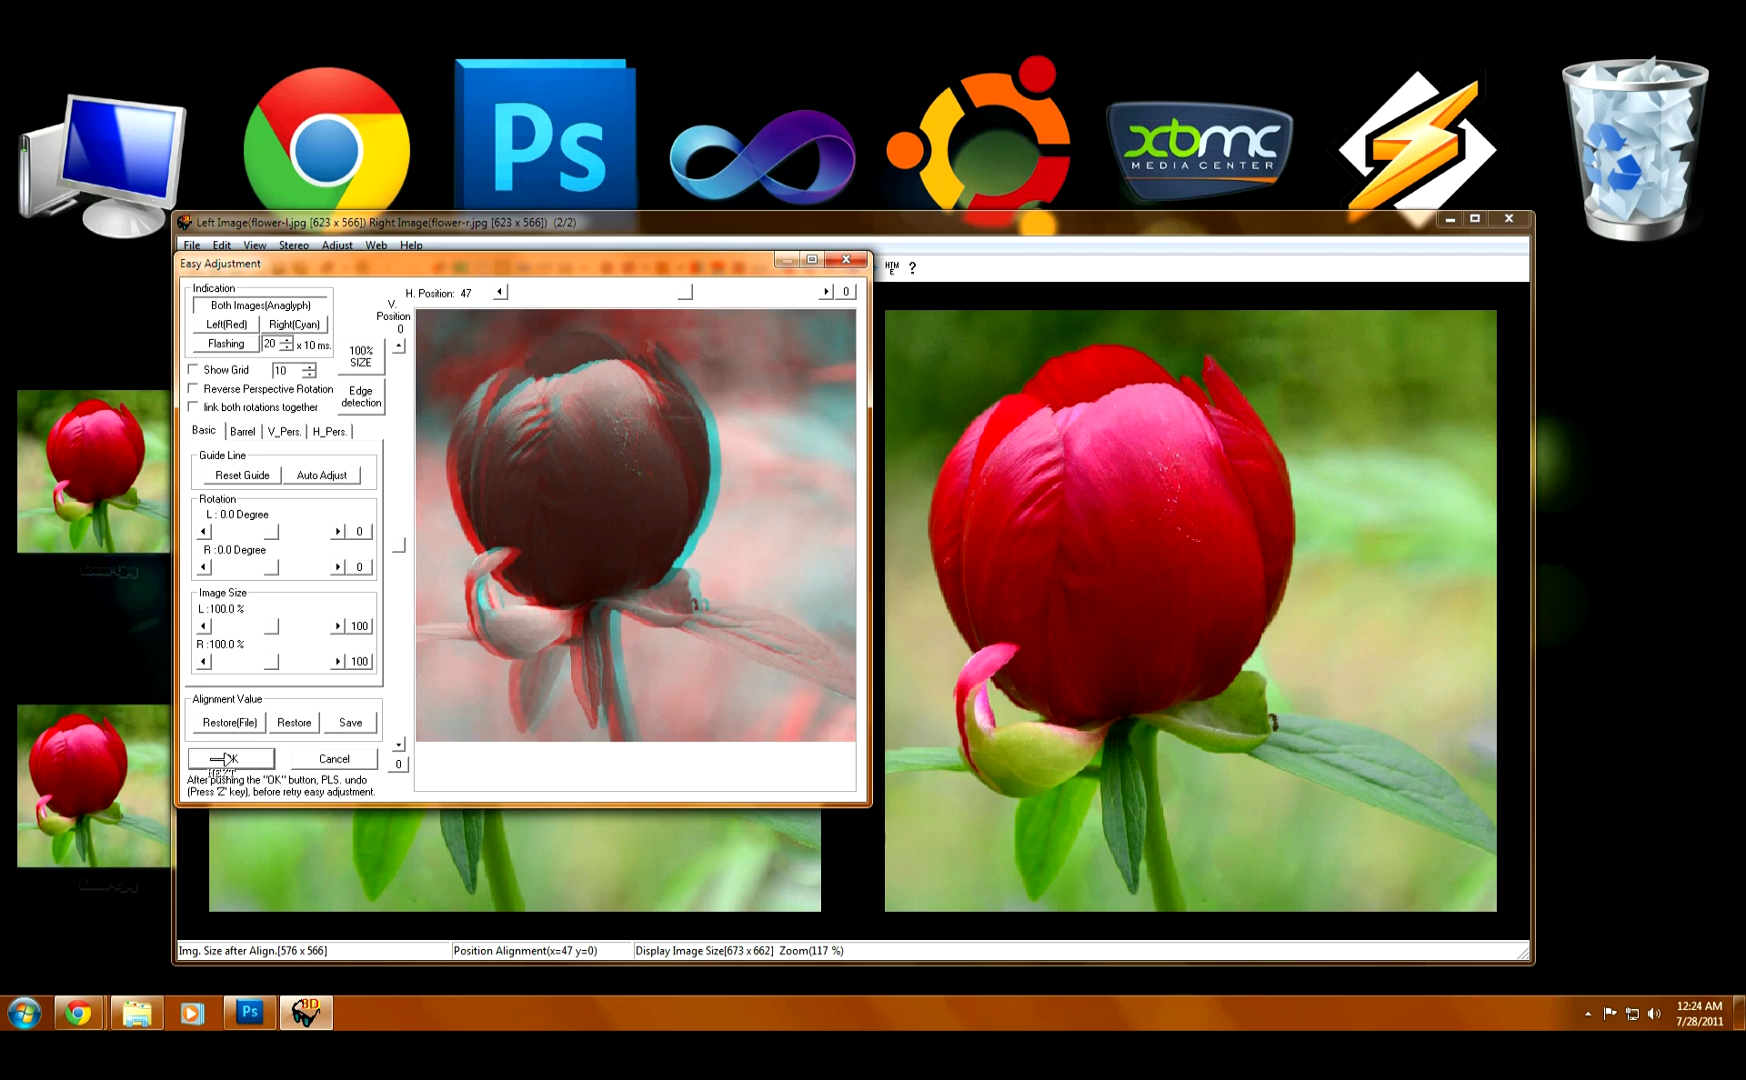 Ps
xbmc
MEDIA CENTER
Left Image(flower-l.jpg [623 x 566]) Right Image(flower-r.jpg [623 x 566]) (2/2)
File Edit View Stereo Adjust Web Help
Easy Adjustment
HTM
E ?
Indication
Both Images(Anaglyph)
Left(Red) Right(Cyan)
Flashing 20 x 10 ms.
H. Position: 47
0
V.
Position
0
100%
SIZE
Show Grid 10
Reverse Perspective Rotation
link both rotations together
Edge
detection
Basic Barrel V_Pers. H_Pers.
Guide Line
Reset Guide Auto Adjust
Rotation
L : 0.0 Degree
0
R :0.0 Degree
0
Image Size
L :100.0 %
100
R :100.0 %
100
Alignment Value
Restore(File) Restore Save
Cancel
0
After pushing the "OK" button, PLS. undo
(Press 'Z' key), before retry easy adjustment.
Img. Size after Align.[576 x 566] Position Alignment(x=47 y=0) Display Image Size[673 x 662] Zoom(117 %)
Ps
3D
12:24 AM
7/28/2011